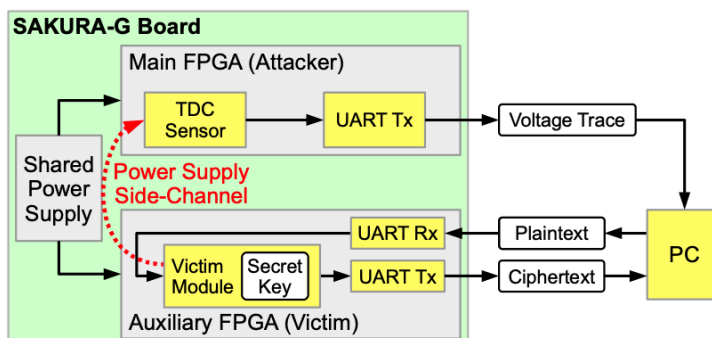 SAKURA-G Board
Main FPGA (Attacker)
TDC
Sensor
UART Tx
Voltage Trace
Shared
Power
Supply
Power Supply
Side-Channel
UART Rx
Plaintext
PC
Victim
Module
Secret
Key
UART Tx
Ciphertext
Auxiliary FPGA (Victim)